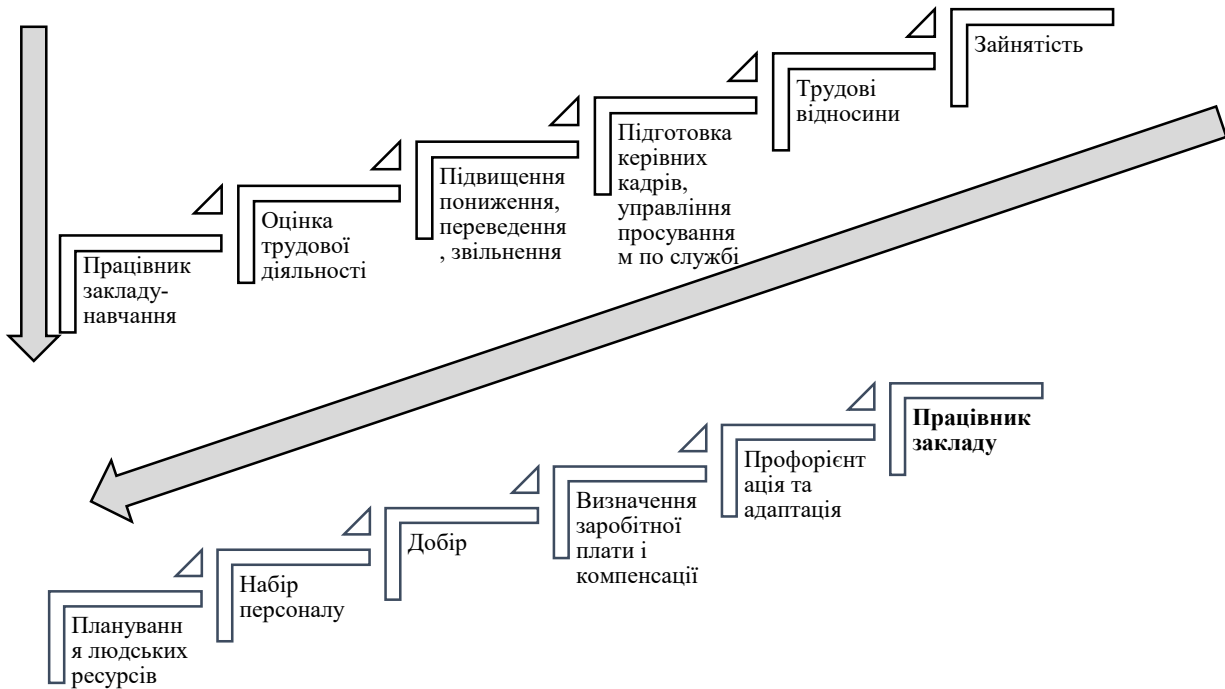 Працівник
закладу-
навчання
Оцінка
трудової
діяльності
Підвищення
пониження,
переведення
, звільнення
Підготовка
керівних
кадрів,
управління
просування
м по службі
Трудові
відносини
Зайнятість
Плануванн
я людських
ресурсів
Набір
персоналу
Добір
Визначення
заробітної
плати і
компенсації
Профорієнт
ація та
адаптація
Працівник
закладу